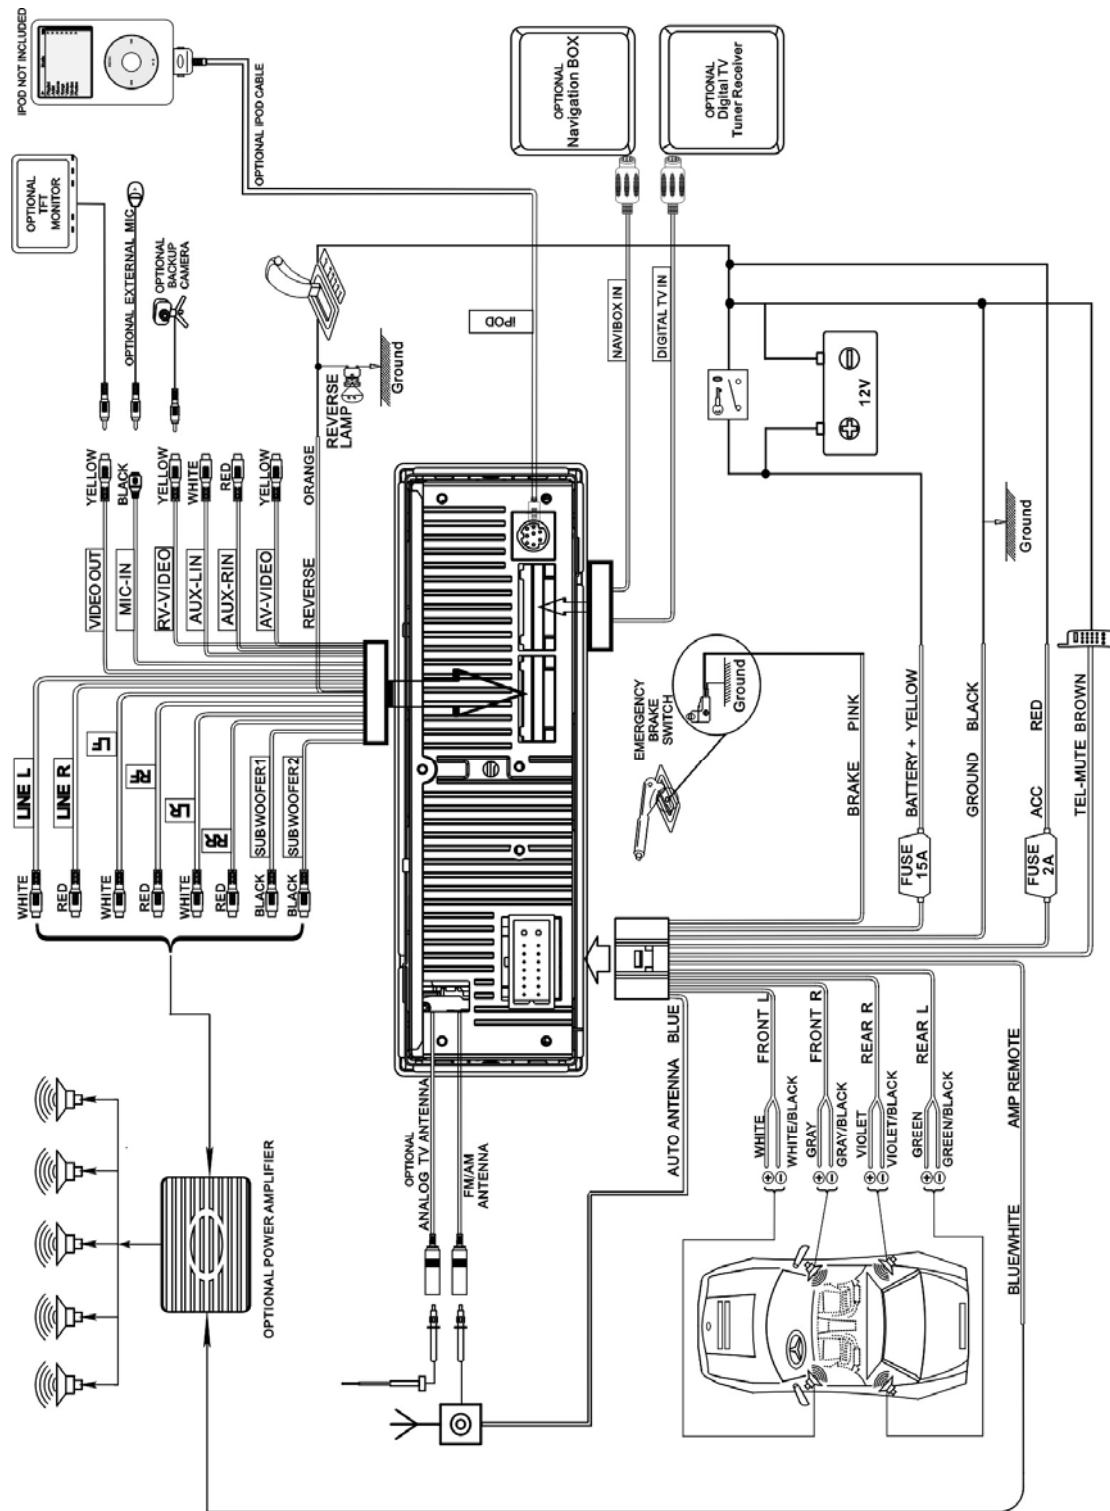 IPOD NOT INCLUDED
OPTIONAL IPOD CABLE
OPTIONAL
TFT
MONITOR
OPTIONAL EXTERNAL MIC
OPTIONAL
BACKUP
CAMERA
OPTIONAL
Navigation BOX
OPTIONAL
Digital TV
Tuner Receiver
iPOD
NAVIBOX IN
DIGITAL TV IN
REVERSE
LAMP
Ground
YELLOW
BLACK
YELLOW
WHITE
RED
YELLOW
ORANGE
VIDEO OUT
MIC-IN
RV-VIDEO
AUX-LIN
AUX-RIN
AV-VIDEO
REVERSE
LINE L
LINE R
LF
RF
LR
RR
SUBWOOFER1
SUBWOOFER2
WHITE
RED
WHITE
RED
WHITE
RED
BLACK
BLACK
12V
Ground
EMERGENCY
BRAKE
SWITCH
Ground
BRAKE PINK
BATTERY+ YELLOW
GROUND BLACK
ACC RED
TEL-MUTE BROWN
FUSE
15A
FUSE
2A
OPTIONAL POWER AMPLIFIER
OPTIONAL
ANALOG TV ANTENNA
FM/AM
ANTENNA
AUTO ANTENNA BLUE
FRONT L
WHITE
WHITE/BLACK
FRONT R
GRAY
GRAY/BLACK
REAR R
VIOLET
VIOLET/BLACK
REAR L
GREEN
GREEN/BLACK
AMP REMOTE
BLUE/WHITE